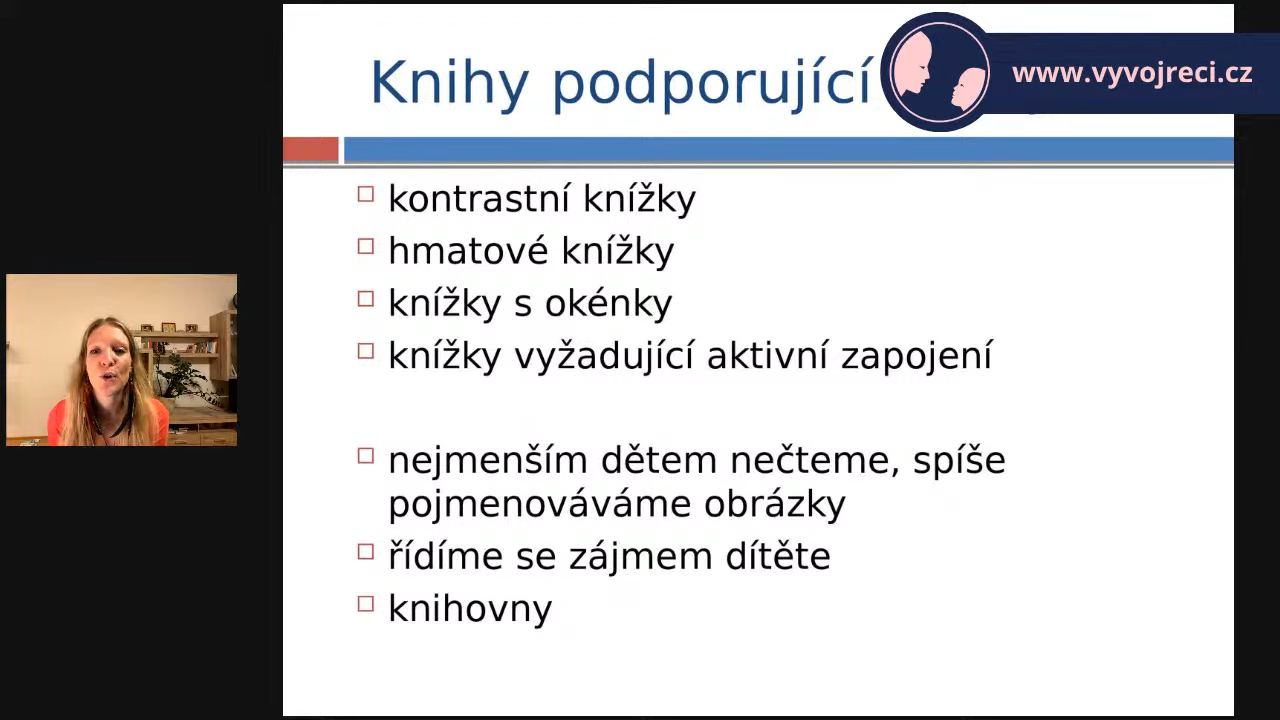 Knihy podporující
www.vyvojreci.cz
kontrastní knížky
hmatové knížky
knížky s okénky
knížky vyžadující aktivní zapojení
nejmenším dětem nečteme, spíše
pojmenováváme obrázky
řídíme se zájmem dítěte
knihovny